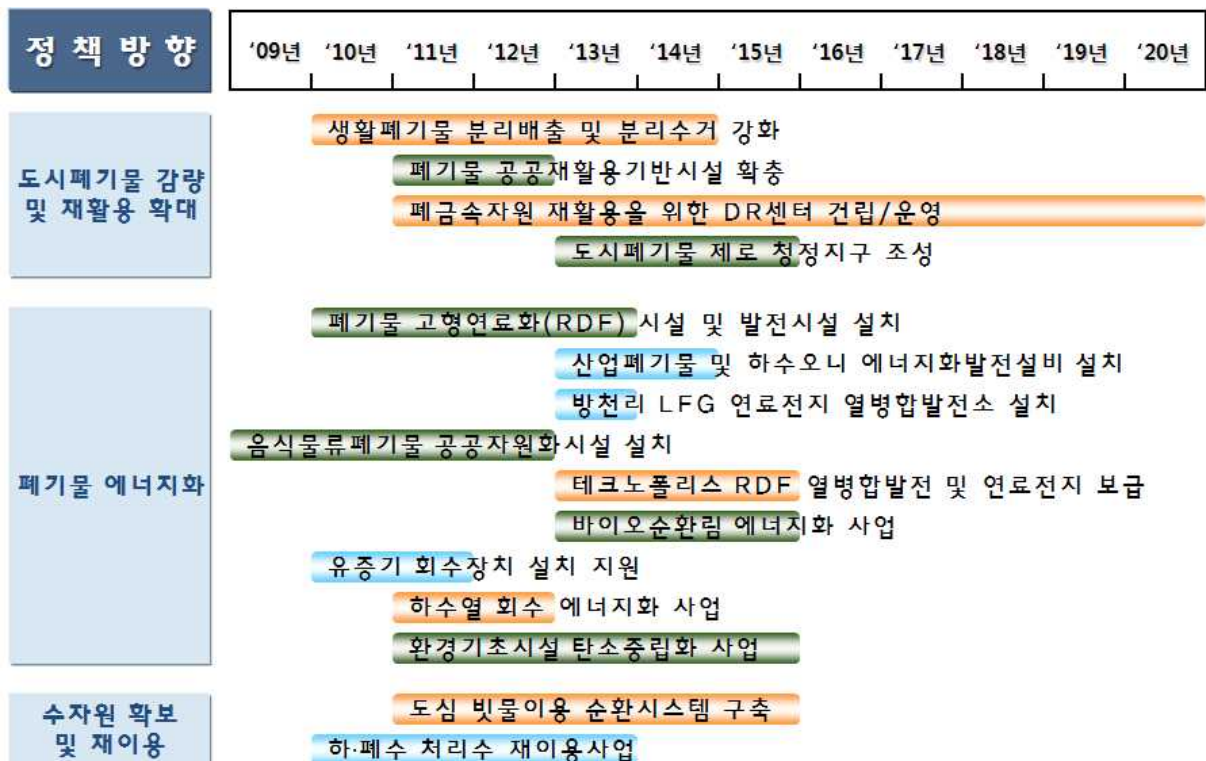 정책방향
‘09년 ‘10년 ‘11년 ‘12년 ‘13년 ‘14년 ‘15년 ‘16년 ‘17년 ‘18년 ‘19년 ‘20년
도시폐기물 감량
및 재활용 확대
생활폐기물 분리배출 및 분리수거 강화
폐기물 공공재활용기반시설 확충
폐금속자원 재활용을 위한 DR센터 건립/운영
도시폐기물 제로 청정지구 조성
폐기물 에너지화
폐기물 고형연료화(RDF) 시설 및 발전시설 설치
산업폐기물 및 하수오니 에너지화발전설비 설치
방천리 LFG 연료전지 열병합발전소 설치
음식물류폐기물 공공자원화시설 설치
테크노폴리스 RDF 열병합발전 및 연료전지 보급
바이오순환림 에너지화 사업
유증기 회수장치 설치 지원
하수열 회수 에너지화 사업
환경기초시설 탄소중립화 사업
수자원 확보
및 재이용
도심 빗물이용 순환시스템 구축
하·폐수 처리수 재이용사업